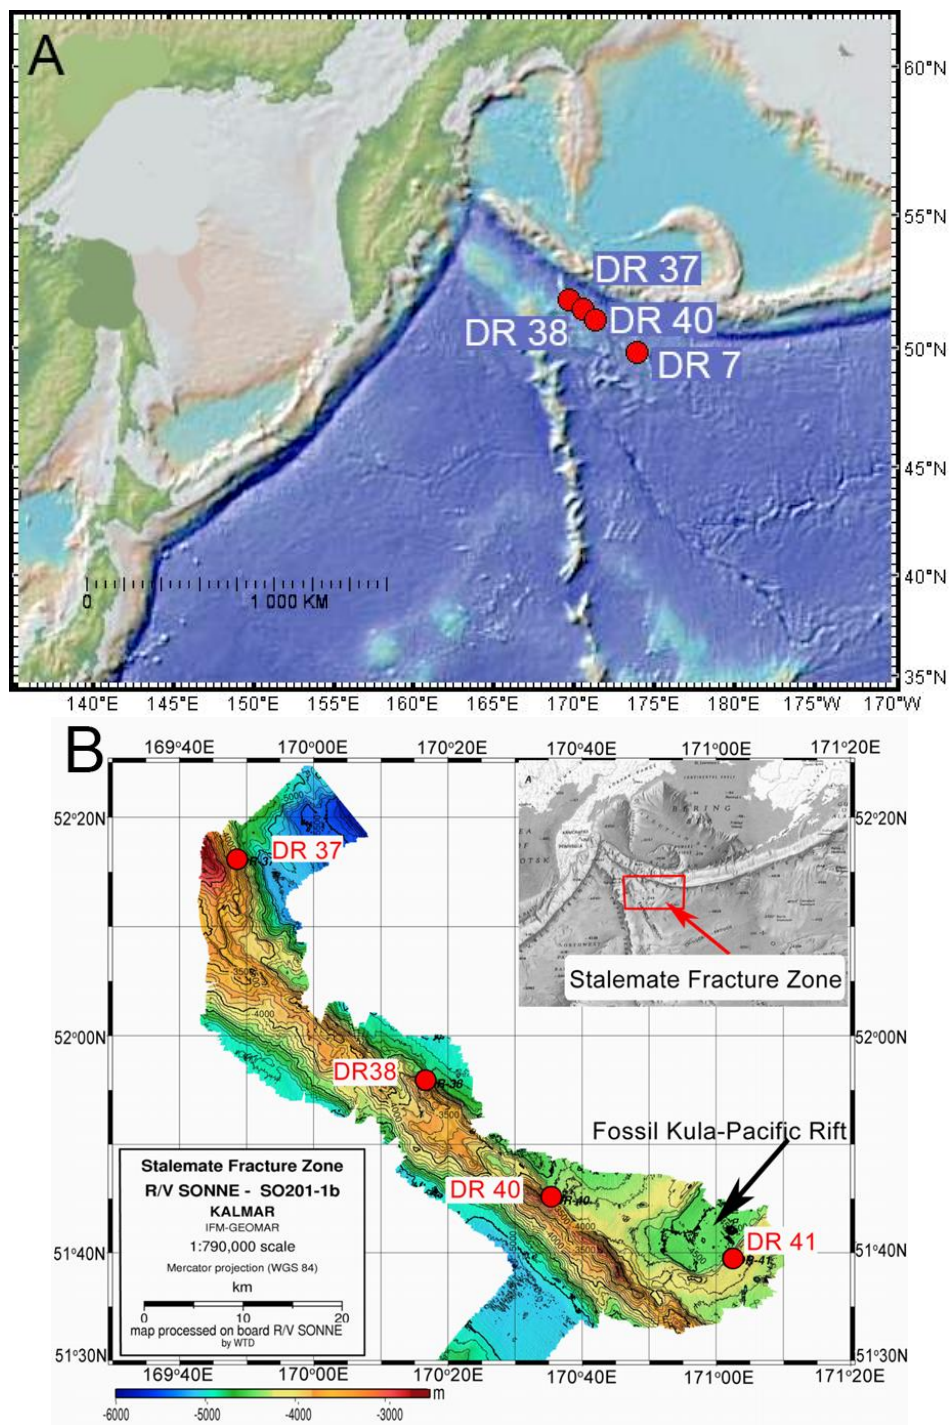 A
60°N
55°N
DR 37
DR 40
DR 38
50°N
DR 7
45°N
40°N
0
1 000 KM
35°N
140°E 145°E 150°E 155°E 160°E 165°E 170°E 175°E 180°E 175°W 170°W
B
169°40E 170°00E 170°20E 170°40E 171°00E 171°20E
A
BERING
52°20N
DR 37
52°20N
3500
4000
Stalemate Fracture Zone
52°00N
52°00N
DR38
3500
Fossil Kula-Pacific Rift
Stalemate Fracture Zone
R/V SONNE - SO201-1b
KALMAR
IFM-GEOMAR
1:790,000 scale
Mercator projection (WGS 84)
km
0 10 20
map processed on board R/V SONNE
by WTD
DR 40
4000
3500
DR 41
51°40N
51°40N
51°30N
51°30N
169°40E 170°00E 170°20E 170°40E 171°00E 171°20E
m
-6000 -5000 -4000 -3000